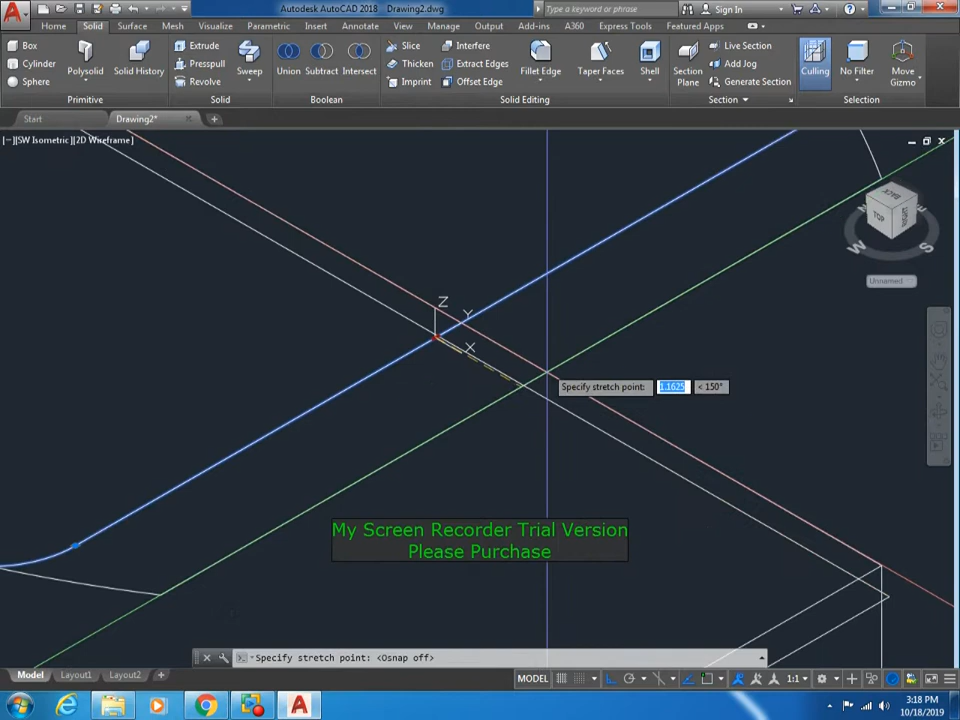 Autodesk AutoCAD 2018 Drawing2.dwg
Type a keyword or phrase
Sign In
Home Solid Surface Mesh Visualize Parametric Insert Annotate View Manage Output Add-ins A360 Express Tools Featured Apps
Box
Cylinder
Sphere
Polysolid
Solid History
Extrude
Presspull
Revolve
Sweep
Union
Subtract
Intersect
Slice
Thicken
Imprint
Interfere
Extract Edges
Offset Edge
Fillet Edge
Taper Faces
Shell
Section
Plane
Live Section
Add Jog
Generate Section
Culling
No Filter
Move
Gizmo
Primitive
Solid
Boolean
Solid Editing
Section
Selection
Start
Drawing2*
[−][SW Isometric][2D Wireframe]
BACK
TOP
W
S
Unnamed
Z
Y
X
Specify stretch point: 1.1625 < 150°
My Screen Recorder Trial Version
Please Purchase
Specify stretch point: <Osnap off>
Model Layout1 Layout2
MODEL
1:1
3:18 PM
10/18/2019